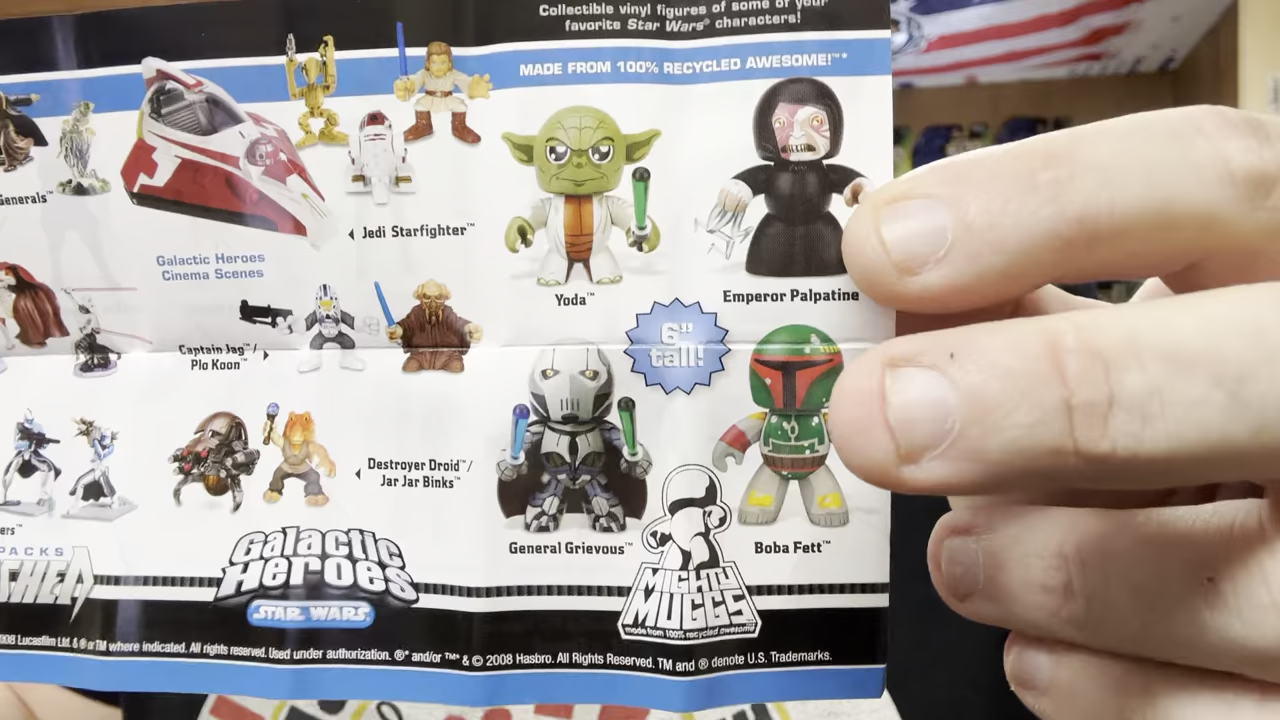 Collectible vinyl figures of some of your
favorite Star Wars® characters!
MADE FROM 100% RECYCLED AWESOME!™*
Generals™
◄ Jedi Starfighter™
Galactic Heroes
Cinema Scenes
Yoda™
Emperor Palpatine
Captain Jag™/ ►
Plo Koon™
6"
tall!
◄ Destroyer Droid™/
Jar Jar Binks™
General Grievous™
Boba Fett™
ers™
PACKS
Galactic
Heroes
STAR WARS
MIGHTY
MUGGS
made from 100% recycled awesome
008 Lucasfilm Ltd. & ® or TM where indicated. All rights reserved. Used under authorization. ®* and/or ™* & © 2008 Hasbro. All Rights Reserved. TM and ® denote U.S. Trademarks.